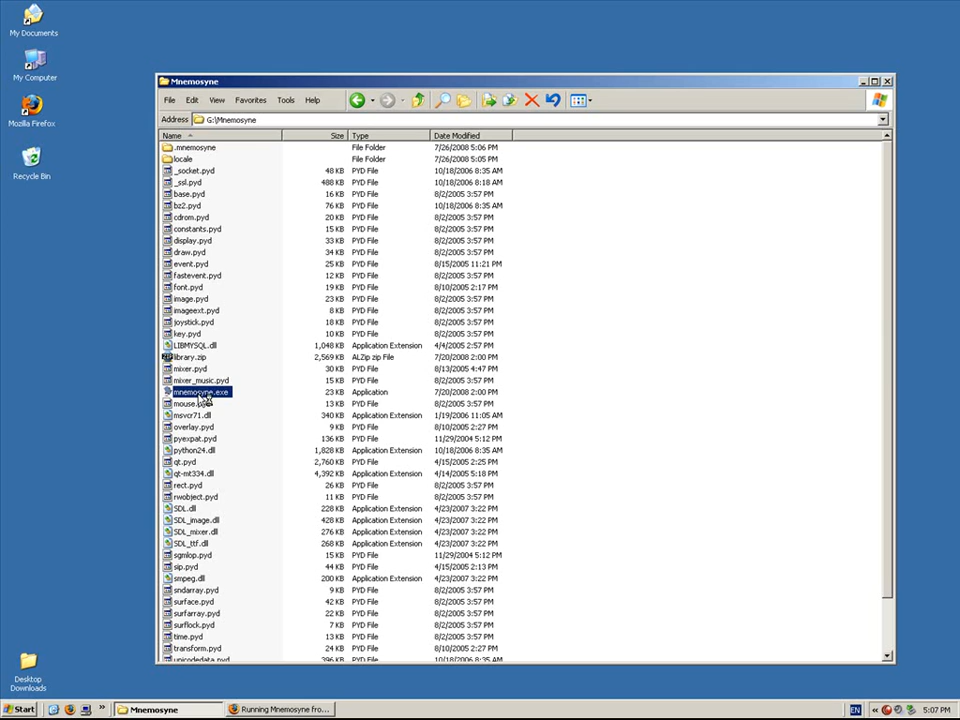 My Documents
My Computer
Mozilla Firefox
Recycle Bin
Desktop
Downloads
Mnemosyne
File Edit View Favorites Tools Help
Address G:\Mnemosyne
Name Size Type Date Modified
.mnemosyne File Folder 7/26/2008 5:06 PM
locale File Folder 7/26/2008 5:05 PM
_socket.pyd 48 KB PYD File 10/18/2006 8:35 AM
_ssl.pyd 488 KB PYD File 10/18/2006 8:18 AM
base.pyd 16 KB PYD File 8/2/2005 3:57 PM
bz2.pyd 76 KB PYD File 10/18/2006 8:35 AM
cdrom.pyd 20 KB PYD File 8/2/2005 3:57 PM
constants.pyd 15 KB PYD File 8/2/2005 3:57 PM
display.pyd 33 KB PYD File 8/2/2005 3:57 PM
draw.pyd 34 KB PYD File 8/2/2005 3:57 PM
event.pyd 25 KB PYD File 8/15/2005 11:21 PM
fastevent.pyd 12 KB PYD File 8/2/2005 3:57 PM
font.pyd 19 KB PYD File 8/10/2005 2:17 PM
image.pyd 23 KB PYD File 8/2/2005 3:57 PM
imageext.pyd 8 KB PYD File 8/2/2005 3:57 PM
joystick.pyd 18 KB PYD File 8/2/2005 3:57 PM
key.pyd 10 KB PYD File 8/2/2005 3:57 PM
LIBMYSQL.dll 1,048 KB Application Extension 4/4/2005 2:57 PM
library.zip 2,569 KB ALZip zip File 7/20/2008 2:00 PM
mixer.pyd 30 KB PYD File 8/13/2005 4:47 PM
mixer_music.pyd 15 KB PYD File 8/2/2005 3:57 PM
mnemosyne.exe 23 KB Application 7/20/2008 2:00 PM
13 KB PYD File 8/2/2005 3:57 PM
msvcr71.dll 340 KB Application Extension 1/19/2006 11:05 AM
overlay.pyd 9 KB PYD File 8/10/2005 2:27 PM
pyexpat.pyd 136 KB PYD File 11/29/2004 5:12 PM
python24.dll 1,828 KB Application Extension 10/18/2006 8:35 AM
qt.pyd 2,760 KB PYD File 4/15/2005 2:25 PM
qt-mt334.dll 4,392 KB Application Extension 4/14/2005 5:18 PM
rect.pyd 26 KB PYD File 8/2/2005 3:57 PM
rwobject.pyd 11 KB PYD File 8/2/2005 3:57 PM
SDL.dll 228 KB Application Extension 4/23/2007 3:22 PM
SDL_image.dll 428 KB Application Extension 4/23/2007 3:22 PM
SDL_mixer.dll 276 KB Application Extension 4/23/2007 3:22 PM
SDL_ttf.dll 268 KB Application Extension 4/23/2007 3:22 PM
sgmlop.pyd 15 KB PYD File 11/29/2004 5:12 PM
sip.pyd 44 KB PYD File 4/15/2005 2:13 PM
smpeg.dll 200 KB Application Extension 4/23/2007 3:22 PM
sndarray.pyd 9 KB PYD File 8/2/2005 3:57 PM
surface.pyd 42 KB PYD File 8/2/2005 3:57 PM
surfarray.pyd 22 KB PYD File 8/2/2005 3:57 PM
surflock.pyd 7 KB PYD File 8/2/2005 3:57 PM
time.pyd 13 KB PYD File 8/2/2005 3:57 PM
transform.pyd 24 KB PYD File 8/10/2005 2:27 PM
unicodedata.pyd 396 KB PYD File 10/18/2006 8:35 AM
Start Mnemosyne Running Mnemosyne fro... EN 5:07 PM